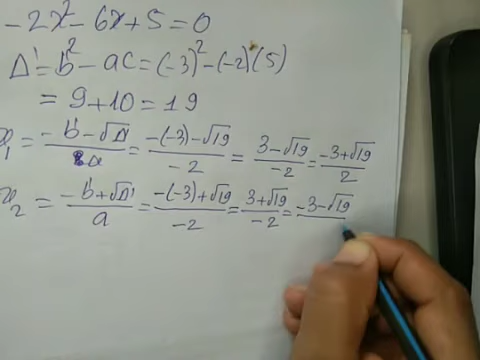 -2x² - 6x + 5 = 0
Δ' = b'² - ac = (-3)² - (-2)(5)
= 9 + 10 = 19
x₁ = (-b' - √Δ')/a = (-(-3) - √19)/-2 = (3 - √19)/-2 = (-3 + √19)/2
x₂ = (-b' + √Δ')/a = (-(-3) + √19)/-2 = (3 + √19)/-2 = (-3 - √19)/